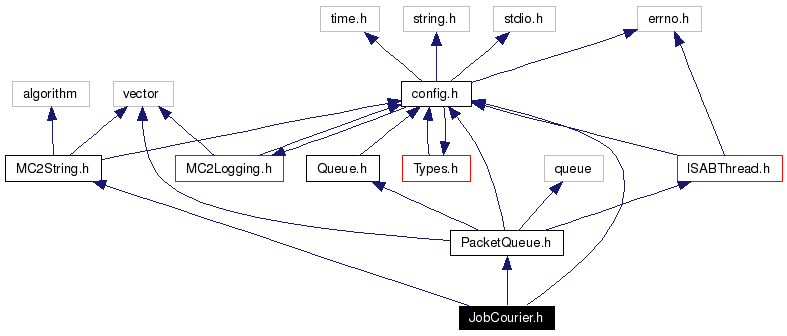 time.h
string.h
stdio.h
errno.h
algorithm
vector
config.h
MC2String.h
MC2Logging.h
Queue.h
Types.h
queue
ISABThread.h
PacketQueue.h
JobCourier.h